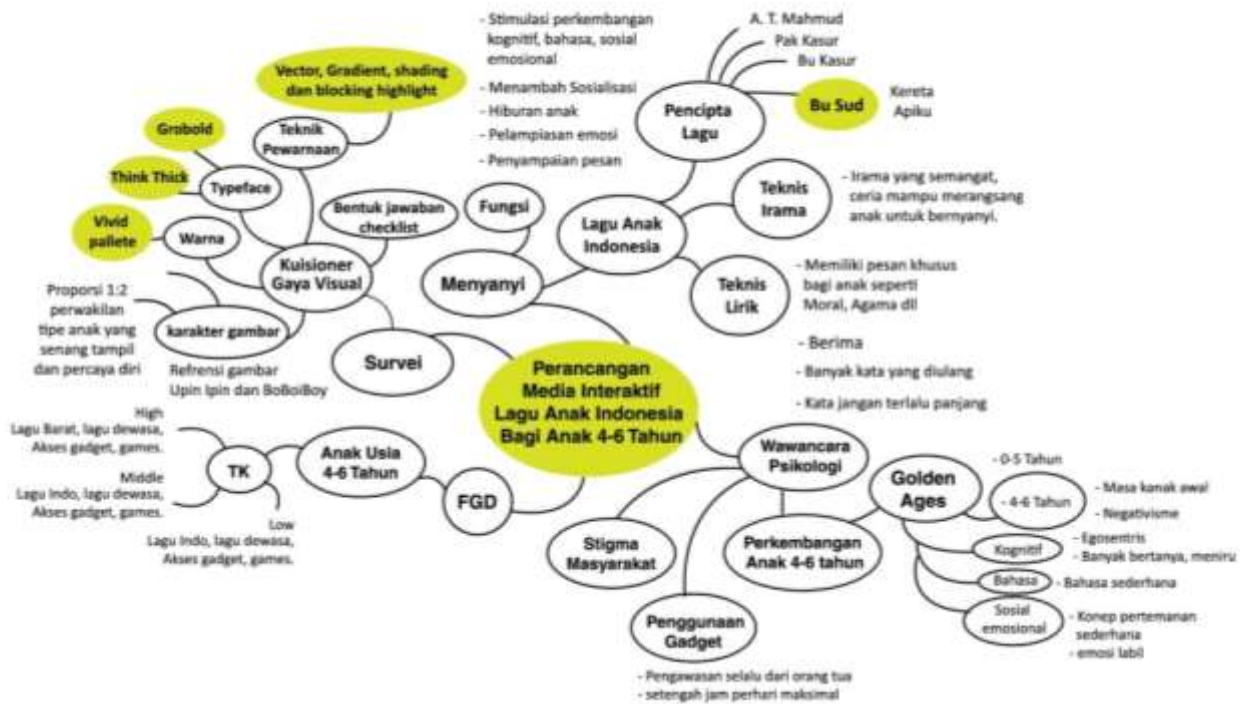 - Stimulasi perkembangan
kognitif, bahasa, sosial
emosional
- Menambah Sosialisasi
- Hiburan anak
- Pelampiasan emosi
- Penyampaian pesan
A. T. Mahmud
Pak Kasur
Bu Kasur
Bu Sud
Kereta
Apiku
Pencipta
Lagu
Vector, Gradient, shading
dan blocking highlight
Teknik
Pewarnaan
Grobold
Think Thick
Typeface
Vivid
pallete
Warna
Bentuk jawaban
checklist
Kuisioner
Gaya Visual
Proporsi 1:2
perwakilan
tipe anak yang
senang tampil
dan percaya diri
karakter gambar
Refrensi gambar
Upin Ipin dan BoBoiBoy
Survei
Fungsi
Menyanyi
Lagu Anak
Indonesia
Teknis
Irama
- Irama yang semangat,
ceria mampu merangsang
anak untuk bernyanyi.
Teknis
Lirik
- Memiliki pesan khusus
bagi anak seperti
Moral, Agama dll
- Berima
- Banyak kata yang diulang
- Kata jangan terlalu panjang
Perancangan
Media Interaktif
Lagu Anak Indonesia
Bagi Anak 4-6 Tahun
High
Lagu Barat, lagu dewasa,
Akses gadget, games.
Middle
Lagu Indo, lagu dewasa,
Akses gadget, games.
Low
Lagu Indo, lagu dewasa,
Akses gadget, games.
TK
Anak Usia
4-6 Tahun
FGD
Wawancara
Psikologi
Stigma
Masyarakat
Penggunaan
Gadget
- Pengawasan selalu dari orang tua
- setengah jam perhari maksimal
Perkembangan
Anak 4-6 tahun
Golden
Ages
- 0-5 Tahun
- 4-6 Tahun
- Masa kanak awal
- Negativisme
Kognitif
- Egosentris
- Banyak bertanya, meniru
Bahasa
- Bahasa sederhana
Sosial
emosional
- Konep pertemanan
sederhana
- emosi labil